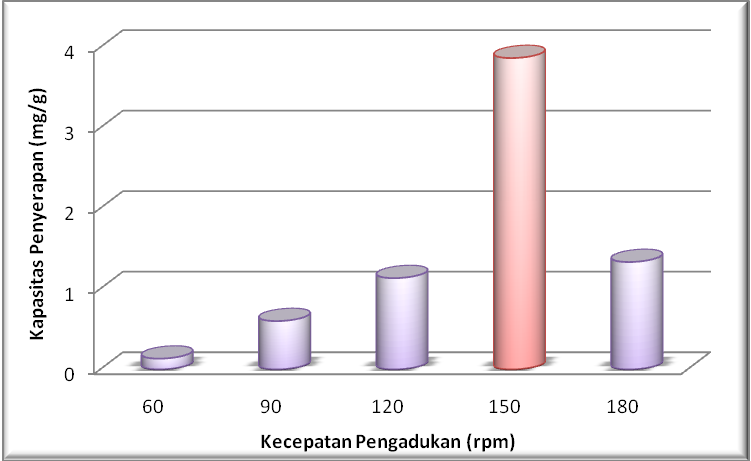 Kapasitas Penyerapan (mg/g)
4
3
2
1
0
60 90 120 150 180
Kecepatan Pengadukan (rpm)